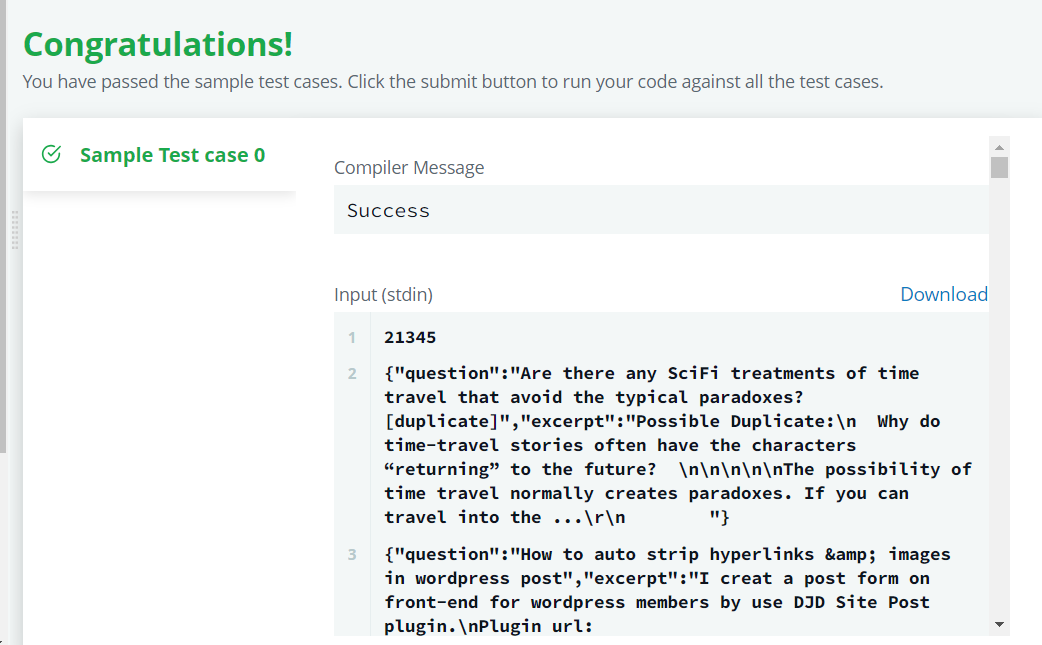 Congratulations!
You have passed the sample test cases. Click the submit button to run your code against all the test cases.
Sample Test case 0
Compiler Message
Success
Input (stdin)
Download
1 21345
2 {"question":"Are there any SciFi treatments of time
travel that avoid the typical paradoxes?
[duplicate]","excerpt":"Possible Duplicate:\n  Why do
time-travel stories often have the characters
“returning” to the future?  \n\n\n\n\nThe possibility of
time travel normally creates paradoxes. If you can
travel into the ...\r\n        "}
3 {"question":"How to auto strip hyperlinks &amp; images
in wordpress post","excerpt":"I creat a post form on
front-end for wordpress members by use DJD Site Post
plugin.\nPlugin url: